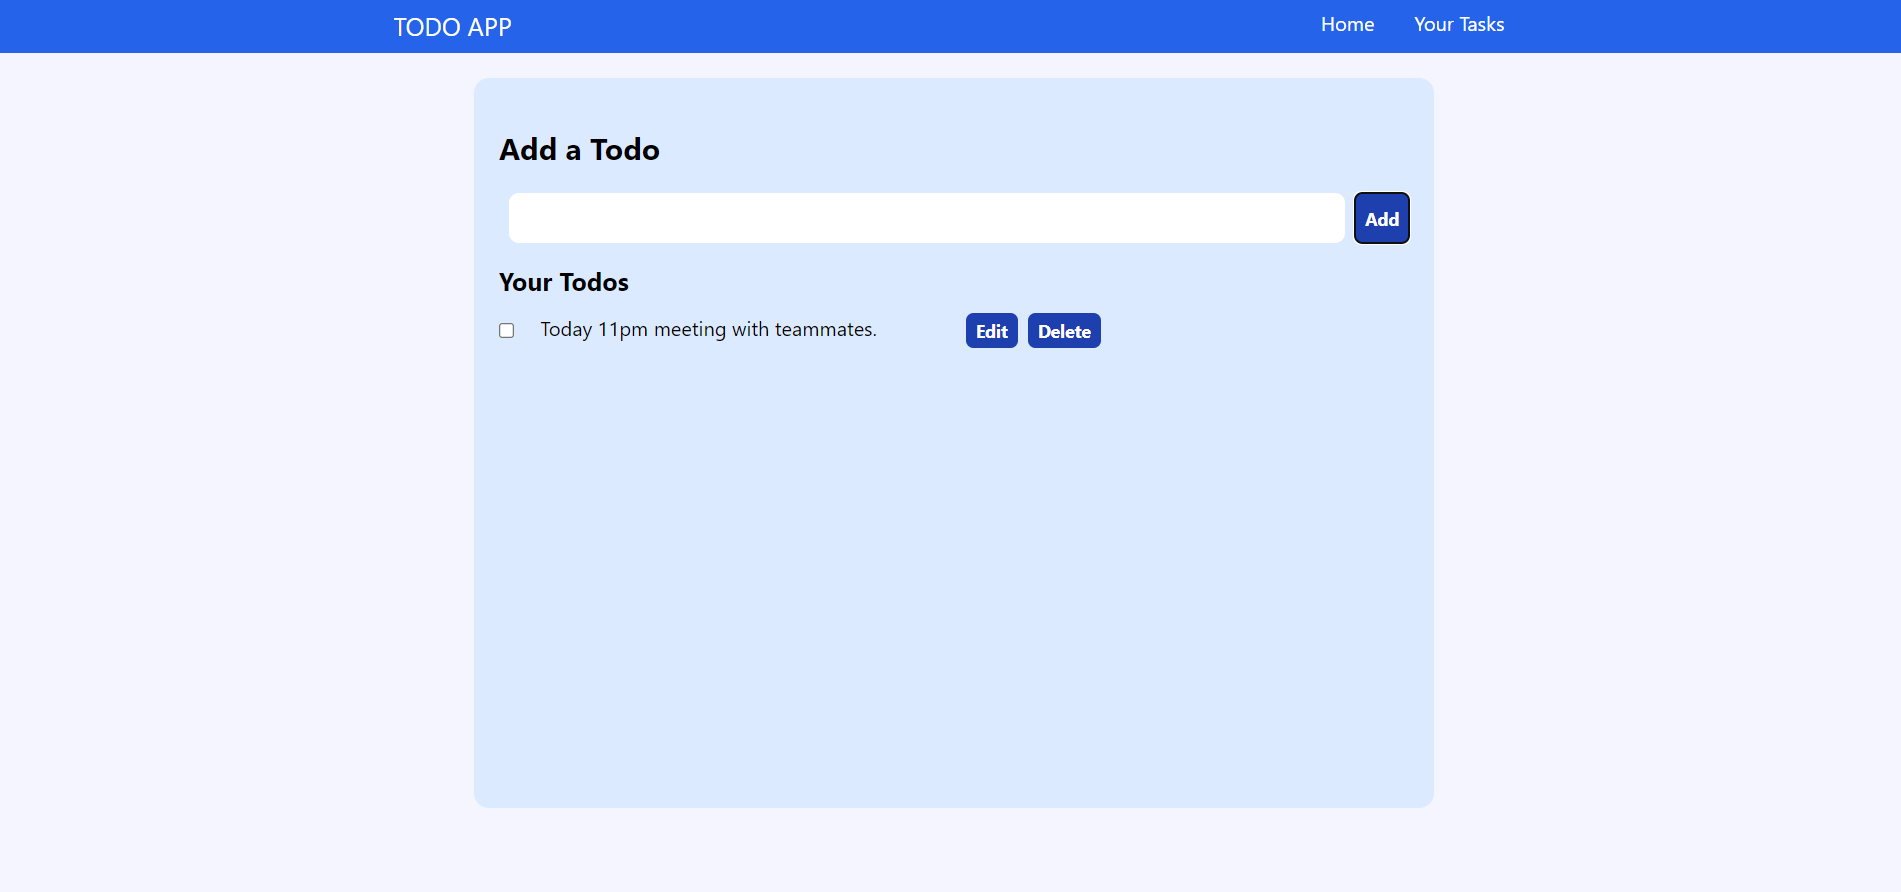 TODO APP Home Your Tasks
Add a Todo
Add
Your Todos
Today 11pm meeting with teammates. Edit Delete